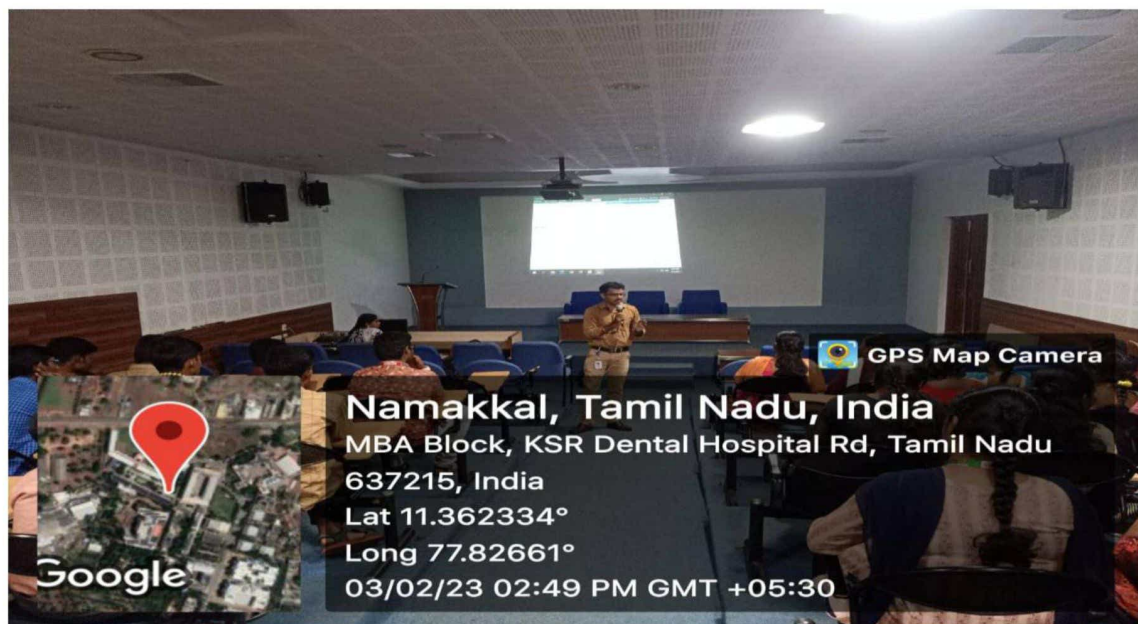 GPS Map Camera
Namakkal, Tamil Nadu, India
MBA Block, KSR Dental Hospital Rd, Tamil Nadu
637215, India
Lat 11.362334°
Long 77.82661°
03/02/23 02:49 PM GMT +05:30
Google